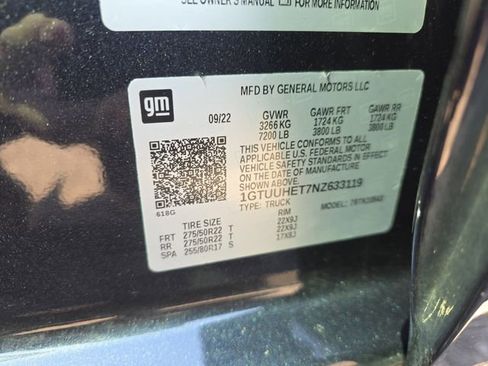 SEE OWNER'S MANUAL FOR MORE INFORMATION
gm
MFD BY GENERAL MOTORS LLC
09/22
GVWR GAWR FRT GAWR RR
3266 KG 1724 KG 1724 KG
7200 LB 3800 LB 3800 LB
THIS VEHICLE CONFORMS TO ALL
APPLICABLE U.S. FEDERAL MOTOR
VEHICLE SAFETY STANDARDS IN EFFECT
ON THE DATE OF MANUFACTURE SHOWN ABOVE
1GTUUHET7NZ633119
TYPE: TRUCK MODEL:
618G
TIRE SIZE RIM
FRT 275/50R22 T 22X9J
RR 275/50R22 T 22X9J
SPA 255/80R17 S 17X8J